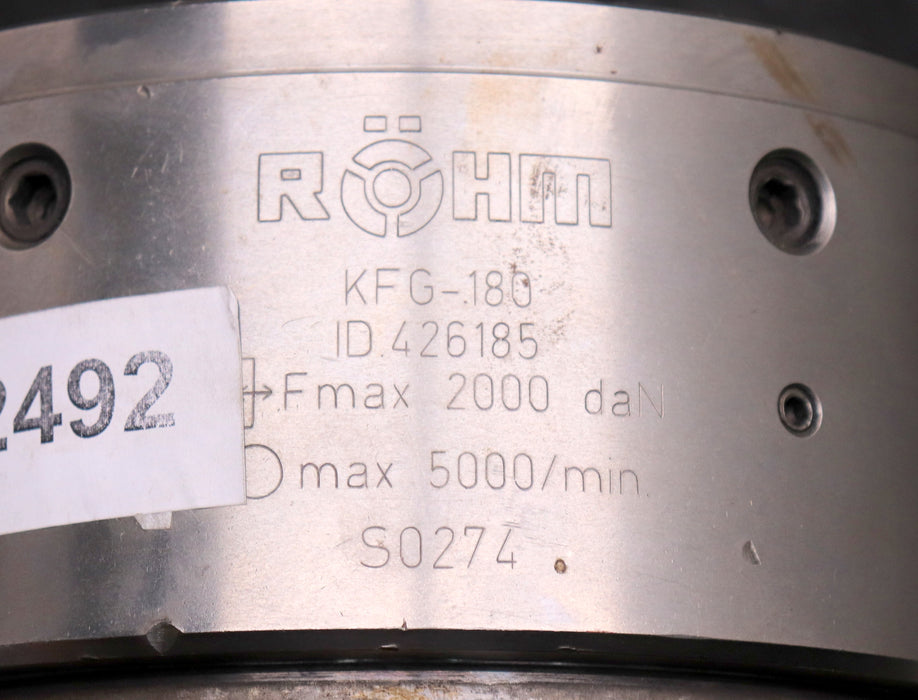 RÖHM
KFG-180
ID.426185
Fmax 2000 daN
2492
max 5000/min.
S0274